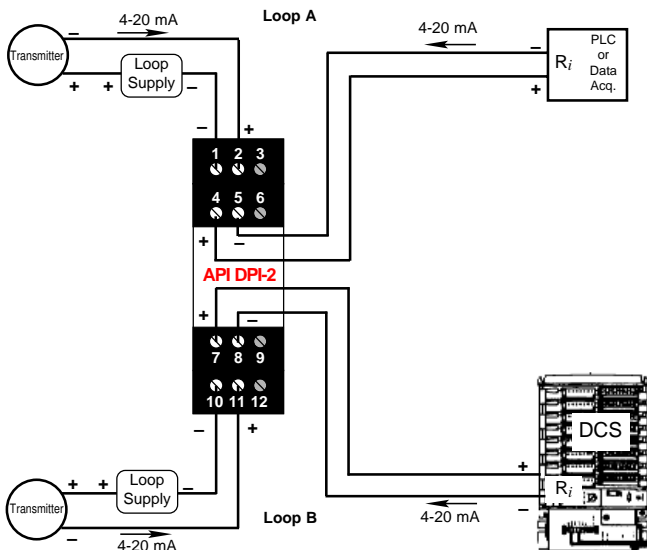 4-20 mA
Loop A
4-20 mA
−
Transmitter
Loop
Supply
+ + −
−
Ri
PLC
or
Data
Acq.
+
− +
1 2 3
4 5 6
+ −
API DPI-2
+ −
7 8 9
10 11 12
− +
DCS
+
Ri
−
4-20 mA
+ + −
Loop
Supply
Transmitter
−
4-20 mA
Loop B